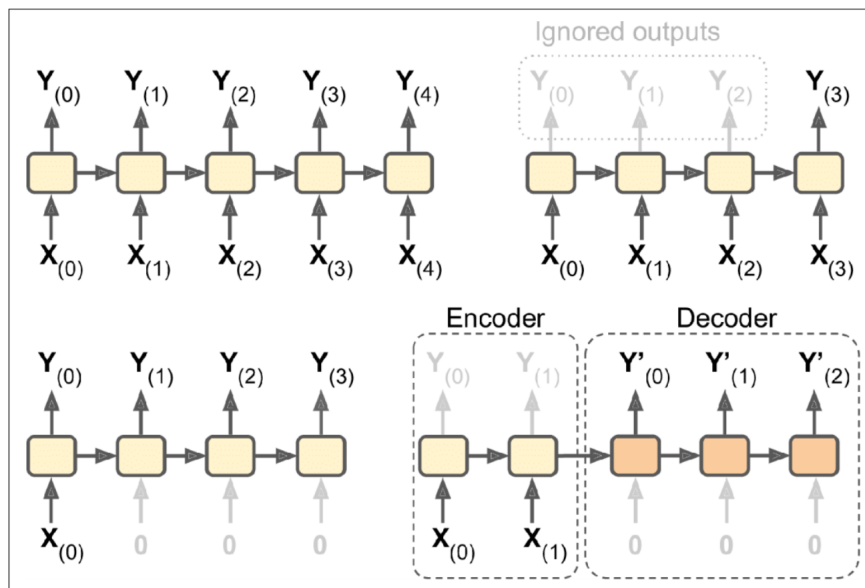 Ignored outputs
Y(0) Y(1) Y(2) Y(3) Y(4)
Y(0) Y(1) Y(2) Y(3)
X(0) X(1) X(2) X(3) X(4)
X(0) X(1) X(2) X(3)
Encoder Decoder
Y(0) Y(1) Y(2) Y(3)
Y(0) Y(1) Y'(0) Y'(1) Y'(2)
X(0) 0 0 0
X(0) X(1) 0 0 0